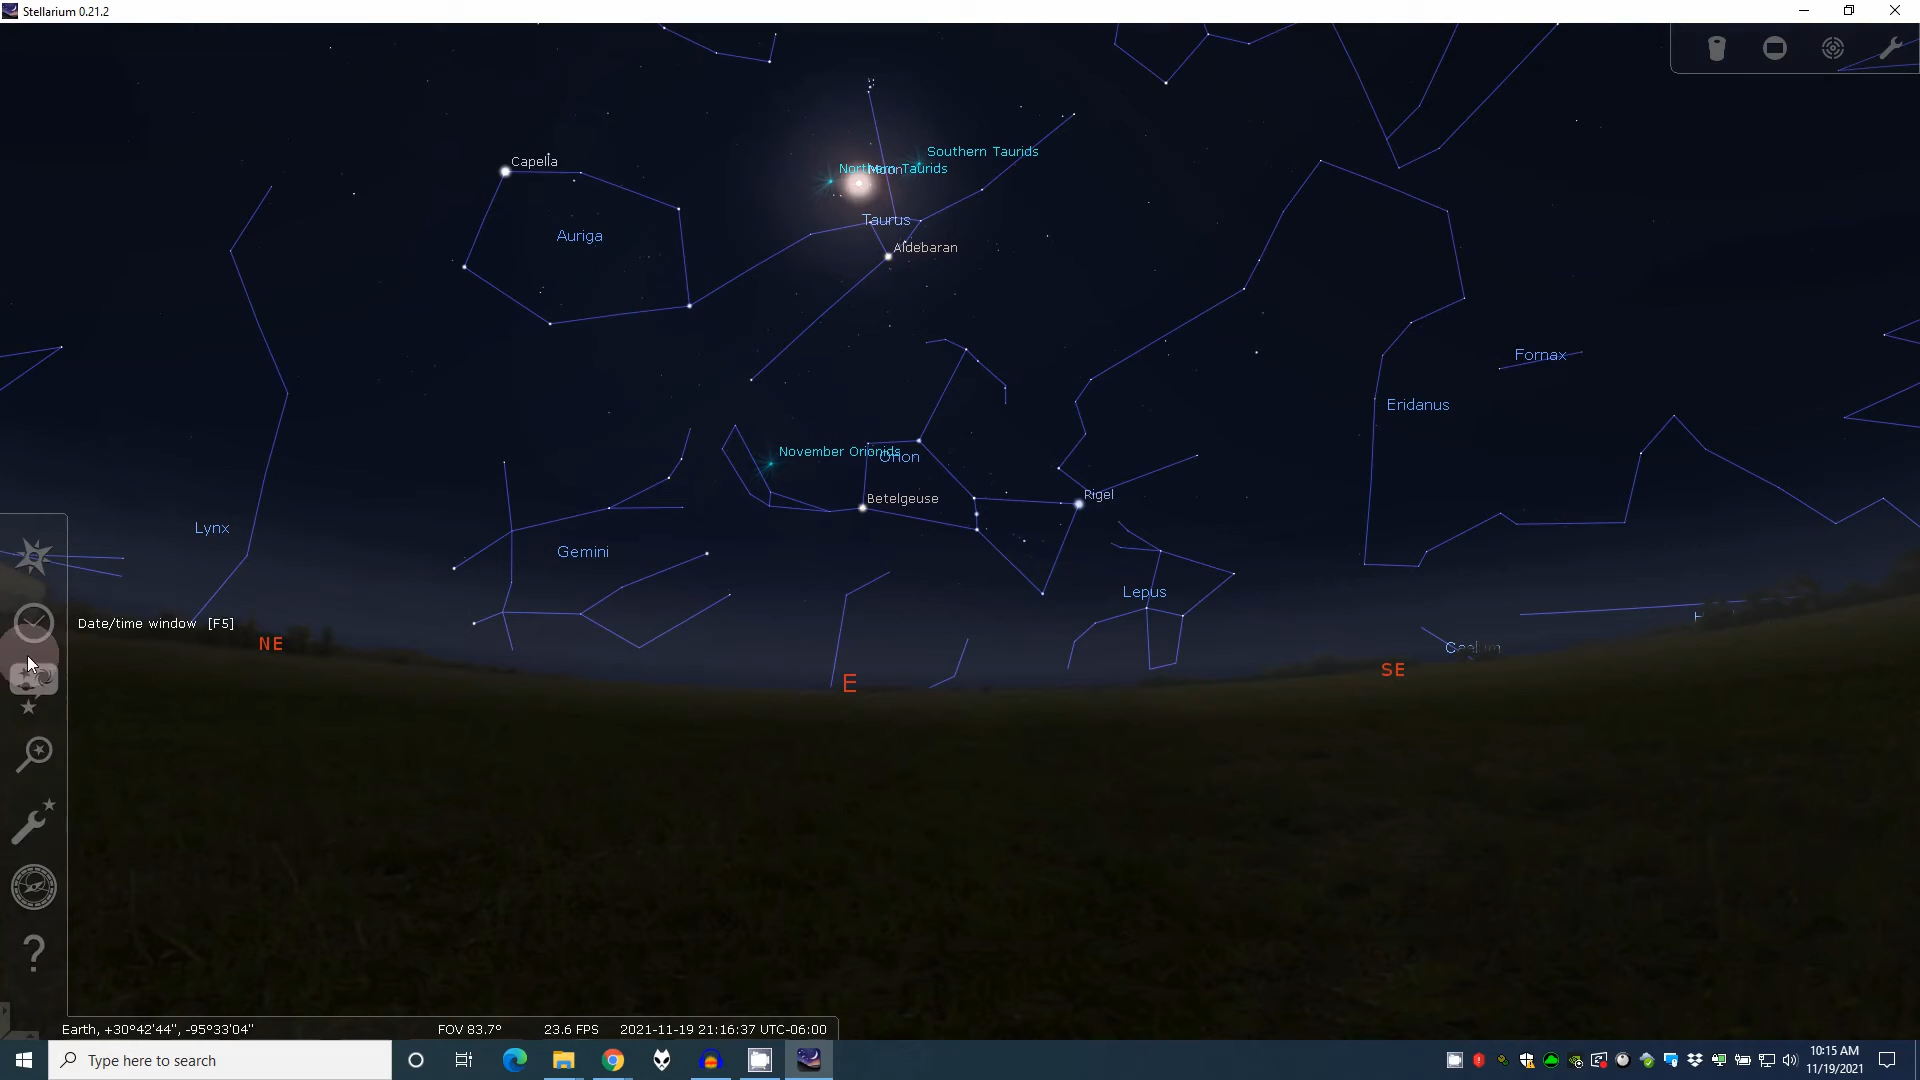 Stellarium 0.21.2
Southern Taurids
Capella
Northern Taurids
Moon
Taurus
Auriga
Aldebaran
Fornax
Eridanus
November Orionids
Orion
Rigel
Betelgeuse
Lynx
Gemini
Lepus
Date/time window [F5]
NE
Caelum
SE
E
Earth, +30°42'44", -95°33'04" FOV 83.7° 23.6 FPS 2021-11-19 21:16:37 UTC-06:00
Type here to search
10:15 AM
11/19/2021